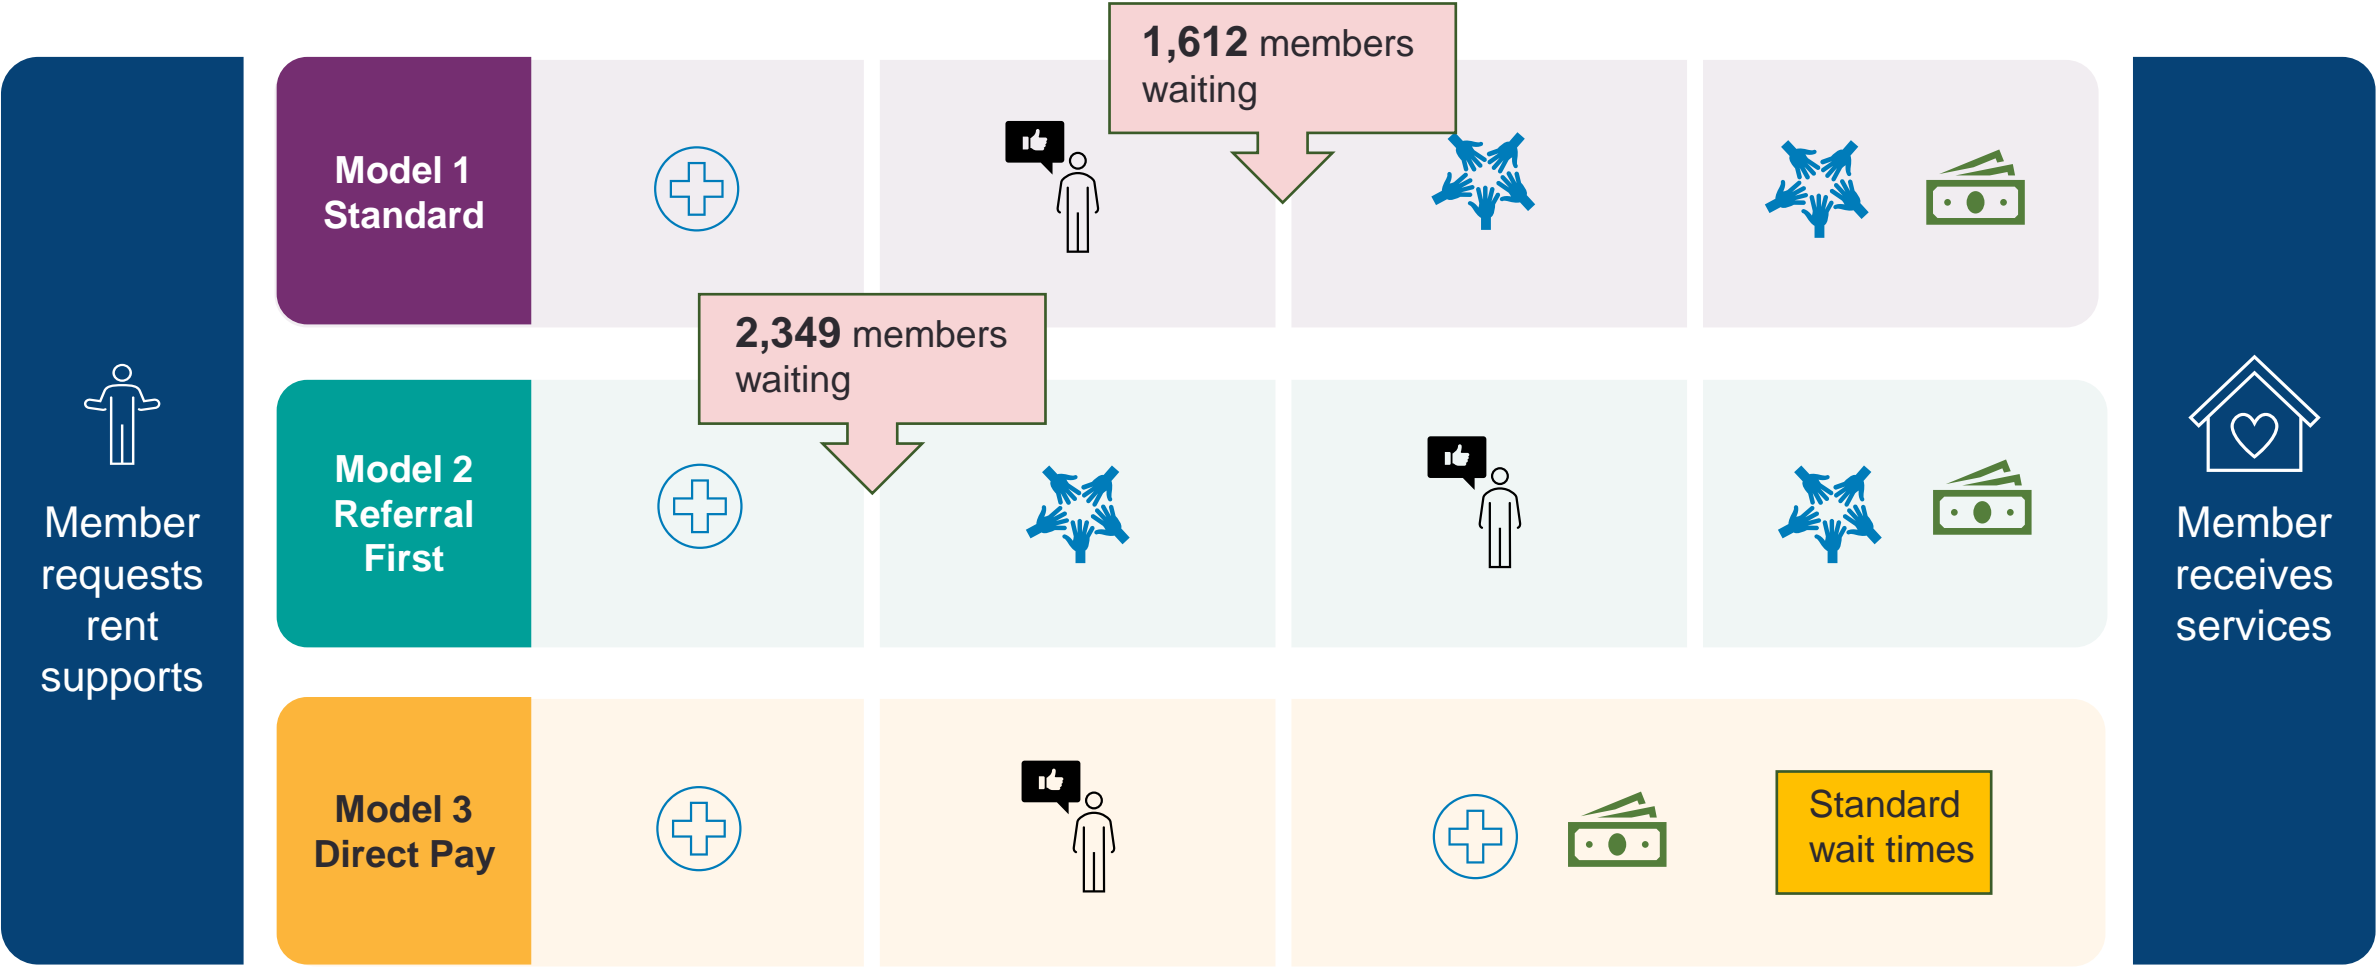 Member
requests
rent
supports
Model 1
Standard
1,612 members
waiting
Model 2
Referral
First
2,349 members
waiting
Model 3
Direct Pay
Standard
wait times
Member
receives
services